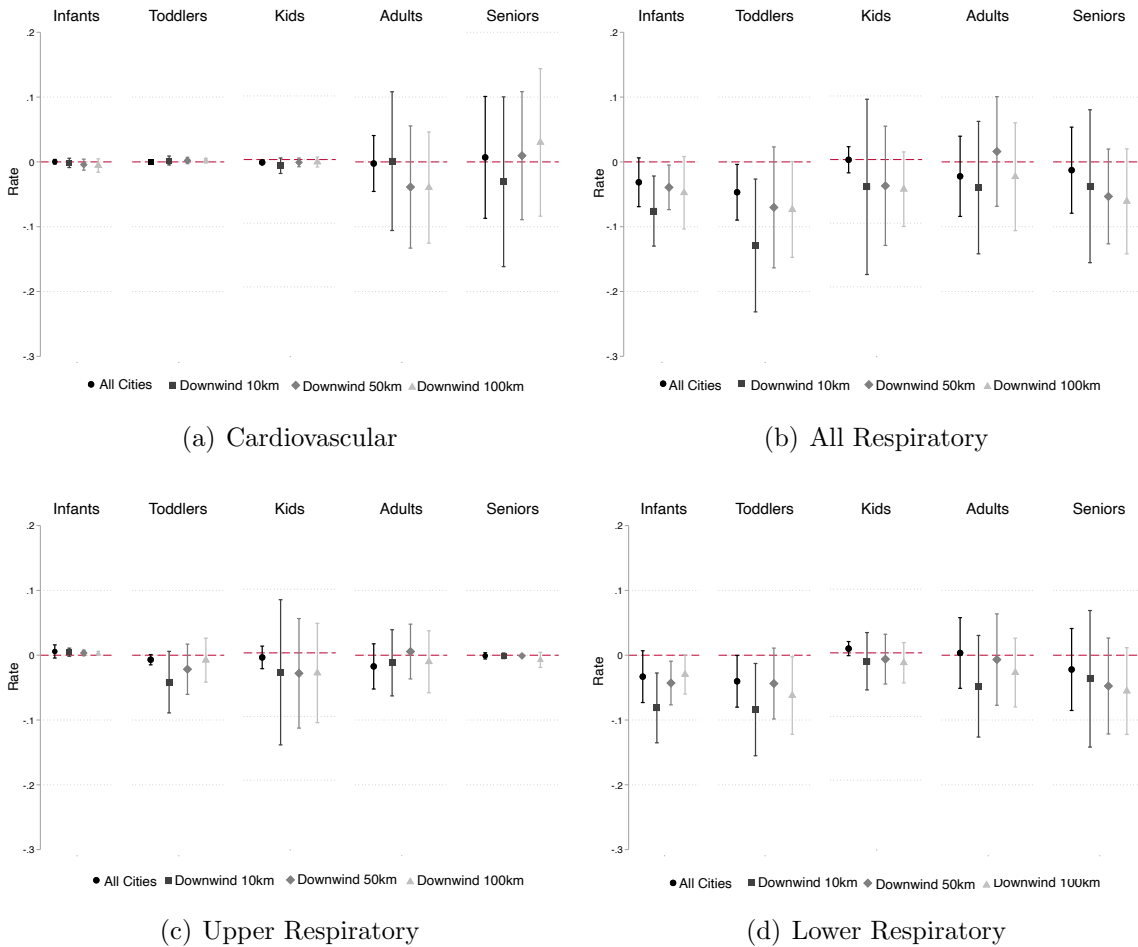 Infants Toddlers Kids Adults Seniors
.2
.1
0
-.1
-.2
-.3
Rate
● All Cities ■ Downwind 10km ◆ Downwind 50km ▲ Downwind 100km
(a) Cardiovascular
Infants Toddlers Kids Adults Seniors
.2
.1
0
-.1
-.2
-.3
Rate
● All Cities ■ Downwind 10km ◆ Downwind 50km ▲ Downwind 100km
(b) All Respiratory
Infants Toddlers Kids Adults Seniors
.2
.1
0
-.1
-.2
-.3
Rate
● All Cities ■ Downwind 10km ◆ Downwind 50km ▲ Downwind 100km
(c) Upper Respiratory
Infants Toddlers Kids Adults Seniors
.2
.1
0
-.1
-.2
-.3
Rate
● All Cities ■ Downwind 10km ◆ Downwind 50km ▲ Downwind 100km
(d) Lower Respiratory